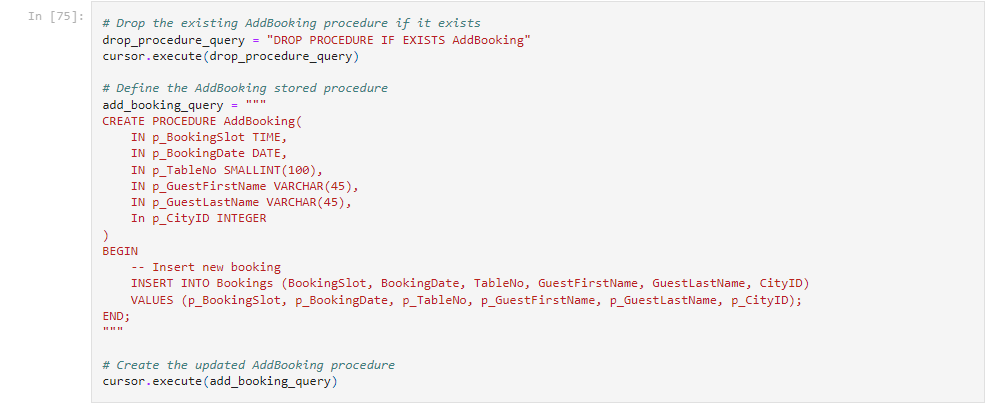 In [75]:
# Drop the existing AddBooking procedure if it exists
drop_procedure_query = "DROP PROCEDURE IF EXISTS AddBooking"
cursor.execute(drop_procedure_query)
# Define the AddBooking stored procedure
add_booking_query = """
CREATE PROCEDURE AddBooking(
    IN p_BookingSlot TIME,
    IN p_BookingDate DATE,
    IN p_TableNo SMALLINT(100),
    IN p_GuestFirstName VARCHAR(45),
    IN p_GuestLastName VARCHAR(45),
    In p_CityID INTEGER
)
BEGIN
    -- Insert new booking
    INSERT INTO Bookings (BookingSlot, BookingDate, TableNo, GuestFirstName, GuestLastName, CityID)
    VALUES (p_BookingSlot, p_BookingDate, p_TableNo, p_GuestFirstName, p_GuestLastName, p_CityID);
END;
"""
# Create the updated AddBooking procedure
cursor.execute(add_booking_query)